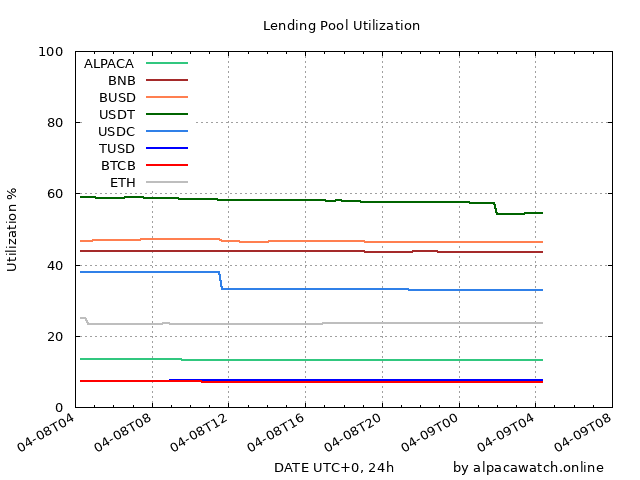 Lending Pool Utilization
100
80
60
40
20
0
Utilization %
ALPACA
BNB
BUSD
USDT
USDC
TUSD
BTCB
ETH
04-08T04
04-08T08
04-08T12
04-08T16
04-08T20
04-09T00
04-09T04
04-09T08
DATE UTC+0, 24h
by alpacawatch.online